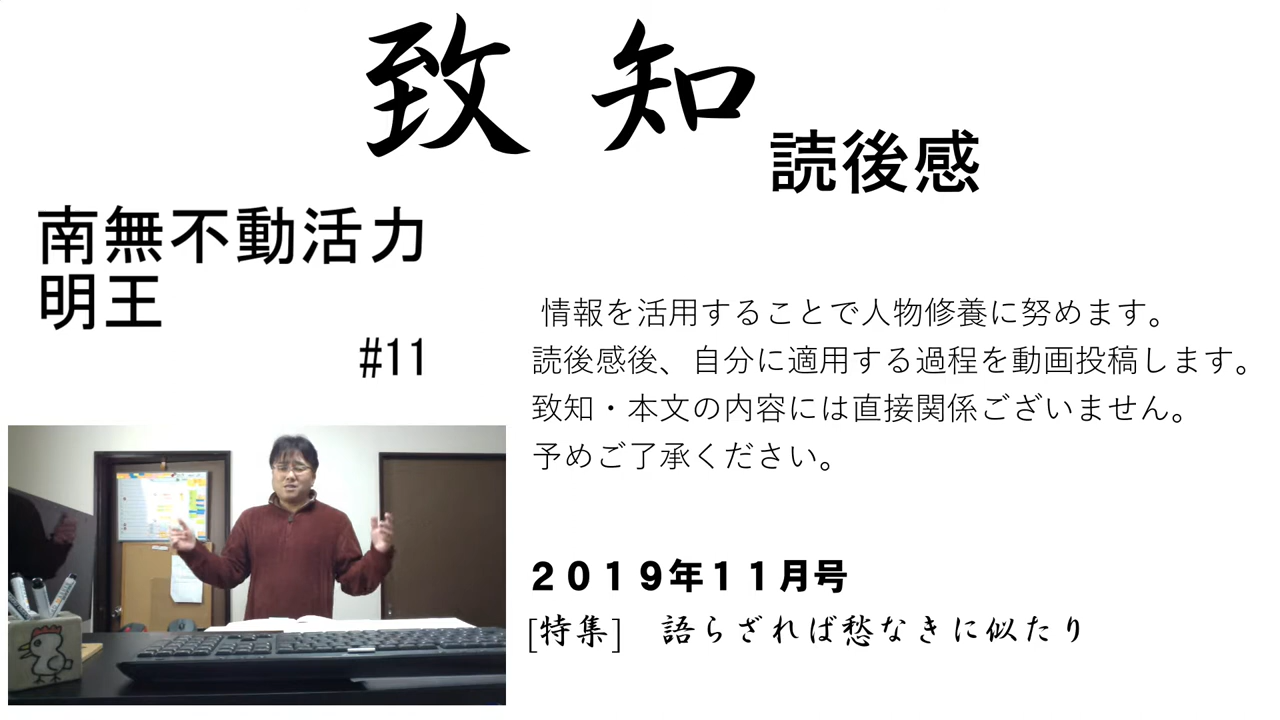 致知
読後感
南無不動活力
明王
#11
情報を活用することで人物修養に努めます。
読後感後、自分に適用する過程を動画投稿します。
致知・本文の内容には直接関係ございません。
予めご了承ください。
２０１９年１１月号
[特集]　語らざれば愁なきに似たり